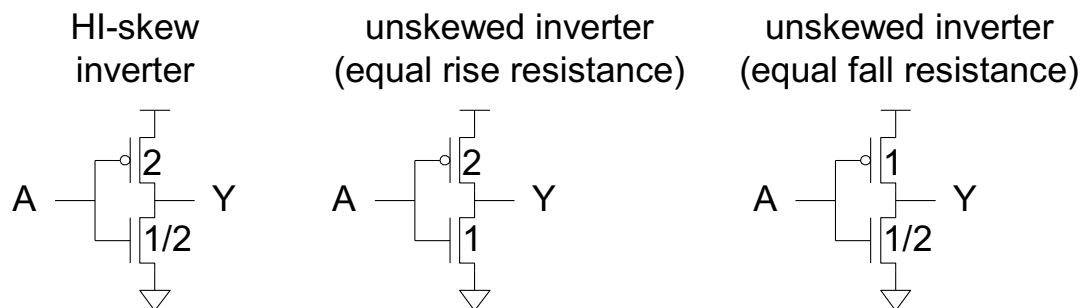 HI-skew
inverter
unskewed inverter
(equal rise resistance)
unskewed inverter
(equal fall resistance)
2
A
Y
1/2
2
A
Y
1
1
A
Y
1/2